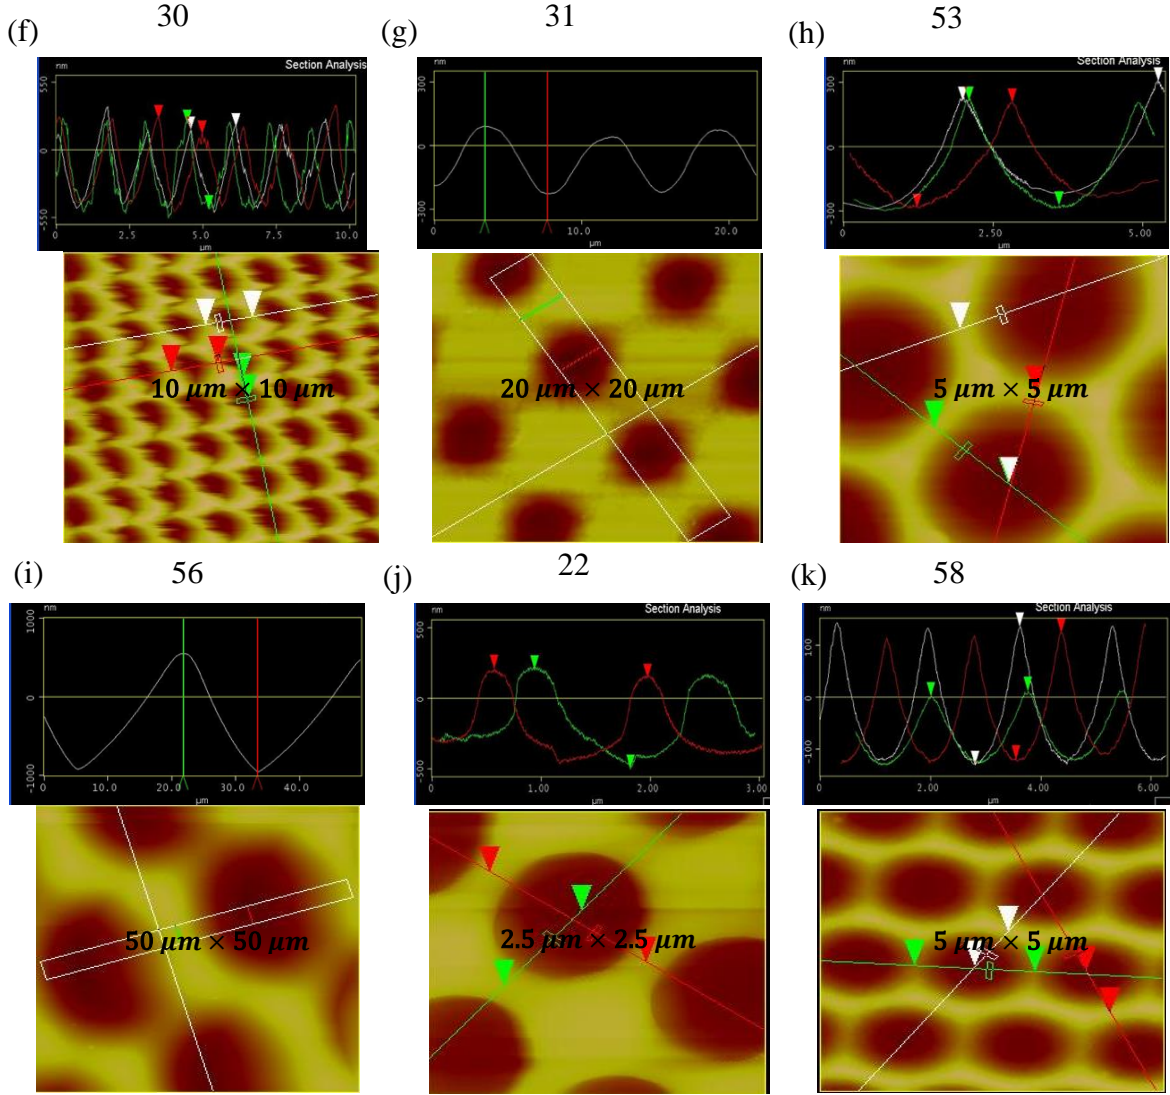 (f) 30
nm
Section Analysis
550
0
-550
0 2.5 5.0 7.5 10.0
µm
10 µm × 10 µm
(g) 31
300
0
-300
0 10.0 20.0
µm
20 µm × 20 µm
(h) 53
nm
Section Analysis
300
0
-300
0 2.50 5.00
µm
5 µm × 5 µm
(i) 56
nm
1000
0
-1000
0 10.0 20.0 30.0 40.0
µm
50 µm × 50 µm
(j) 22
nm
Section Analysis
500
0
-500
0 1.00 2.00 3.00
µm
2.5 µm × 2.5 µm
(k) 58
nm
Section Analysis
100
0
-100
0 2.00 4.00 6.00
µm
5 µm × 5 µm